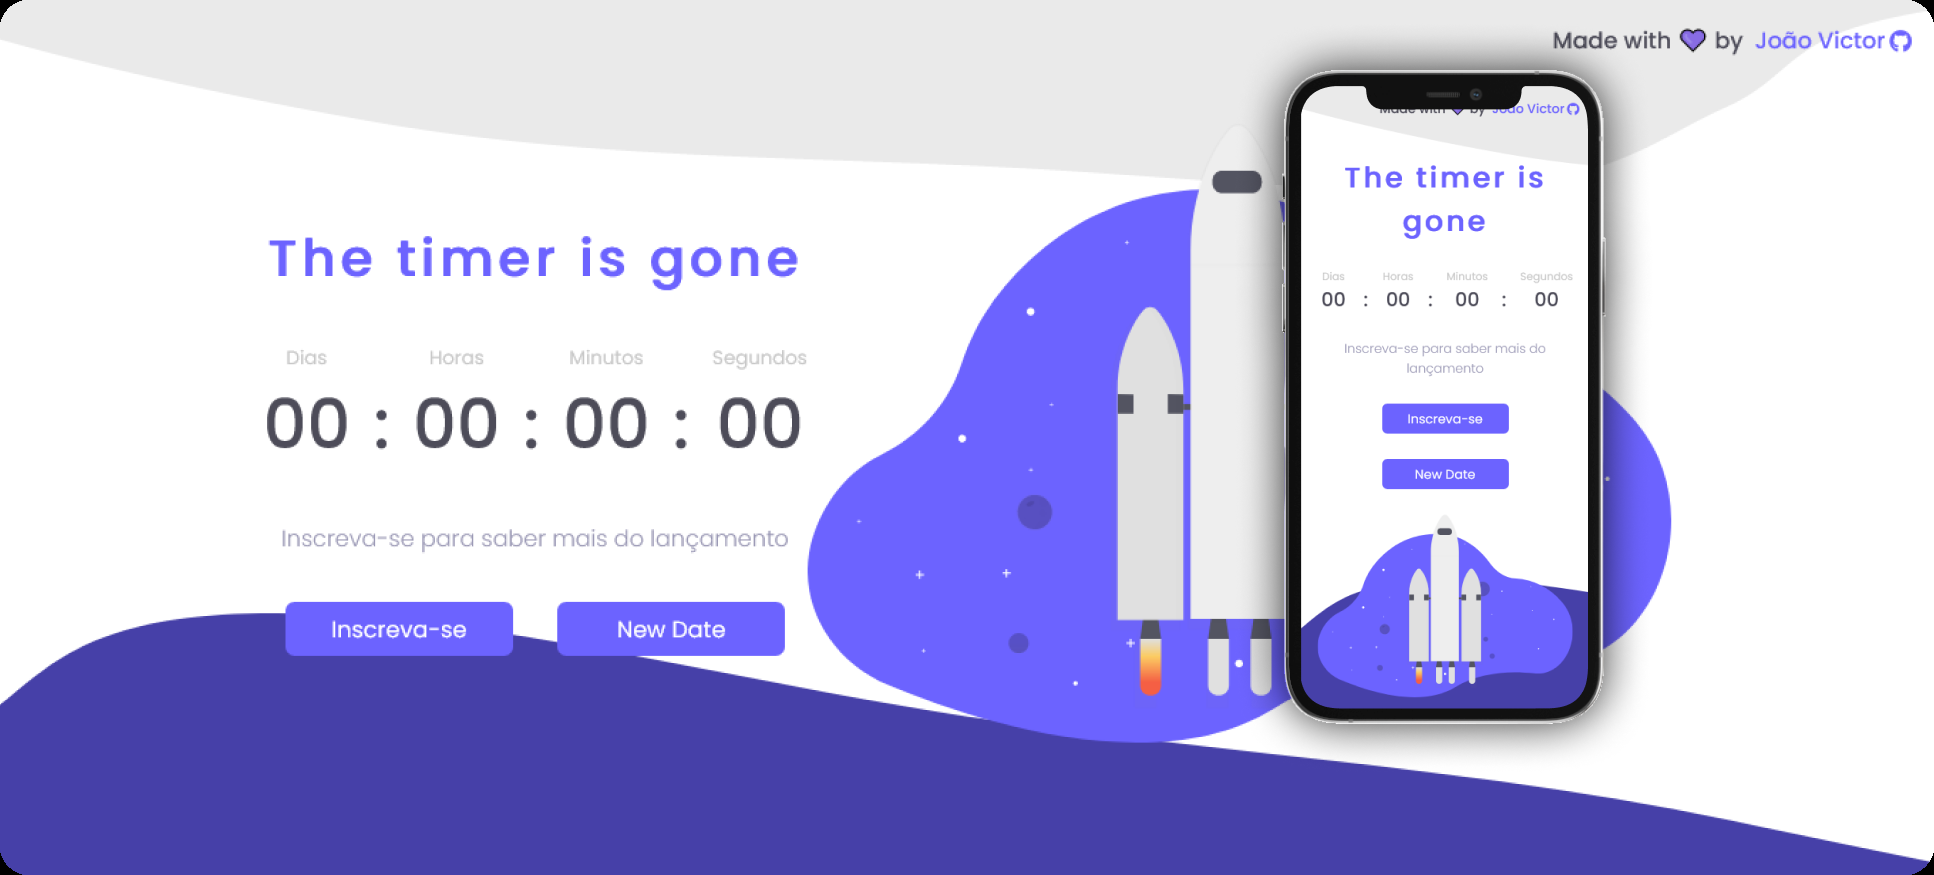 Made with 💜 by João Victor
The timer is gone
Dias Horas Minutos Segundos
00 : 00 : 00 : 00
Inscreva-se para saber mais do lançamento
Inscreva-se New Date
Made with 💜 by João Victor
The timer is
gone
Dias Horas Minutos Segundos
00 : 00 : 00 : 00
Inscreva-se para saber mais do
lançamento
Inscreva-se
New Date